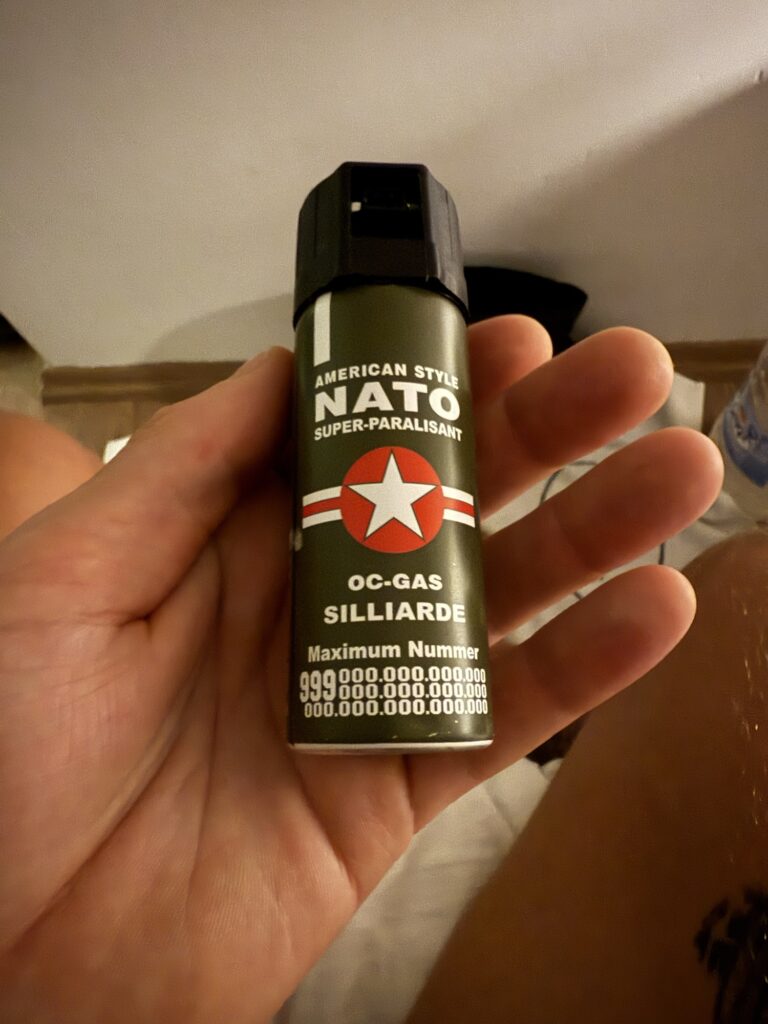 AMERICAN STYLE
NATO
SUPER-PARALISANT
OC-GAS
SILLIARDE
Maximum Nummer
999 000.000.000.000
000.000.000.000
000.000.000.000.000